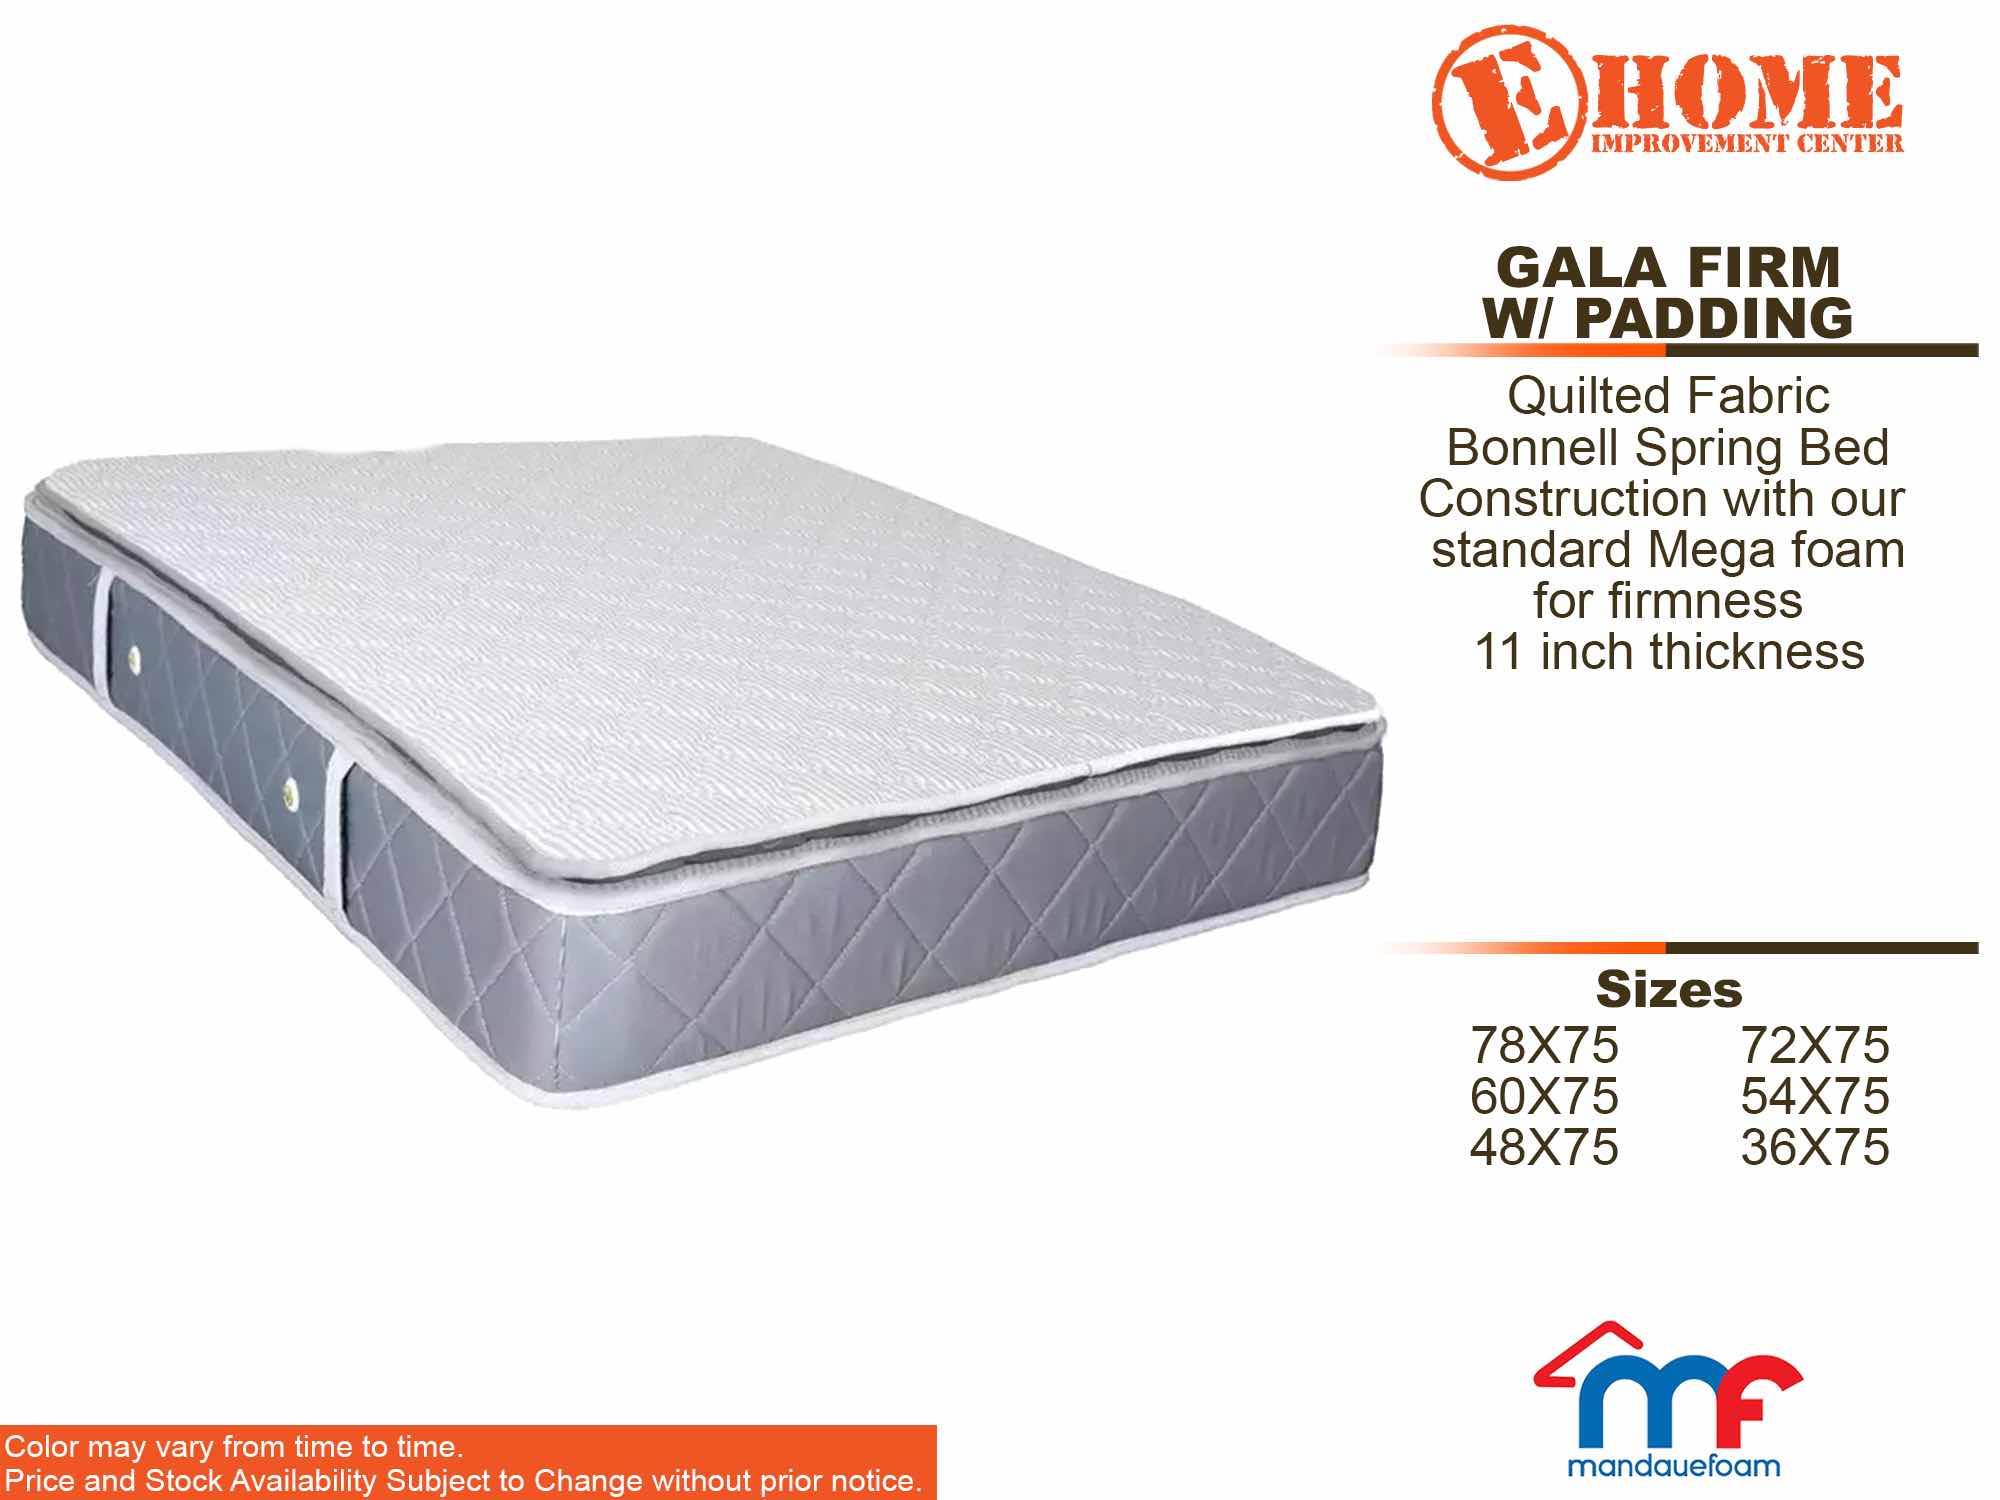 E HOME
IMPROVEMENT CENTER
GALA FIRM
W/ PADDING
Quilted Fabric
Bonnell Spring Bed
Construction with our
standard Mega foam
for firmness
11 inch thickness
Sizes
78X75 72X75
60X75 54X75
48X75 36X75
mf
mandauefoam
Color may vary from time to time.
Price and Stock Availability Subject to Change without prior notice.